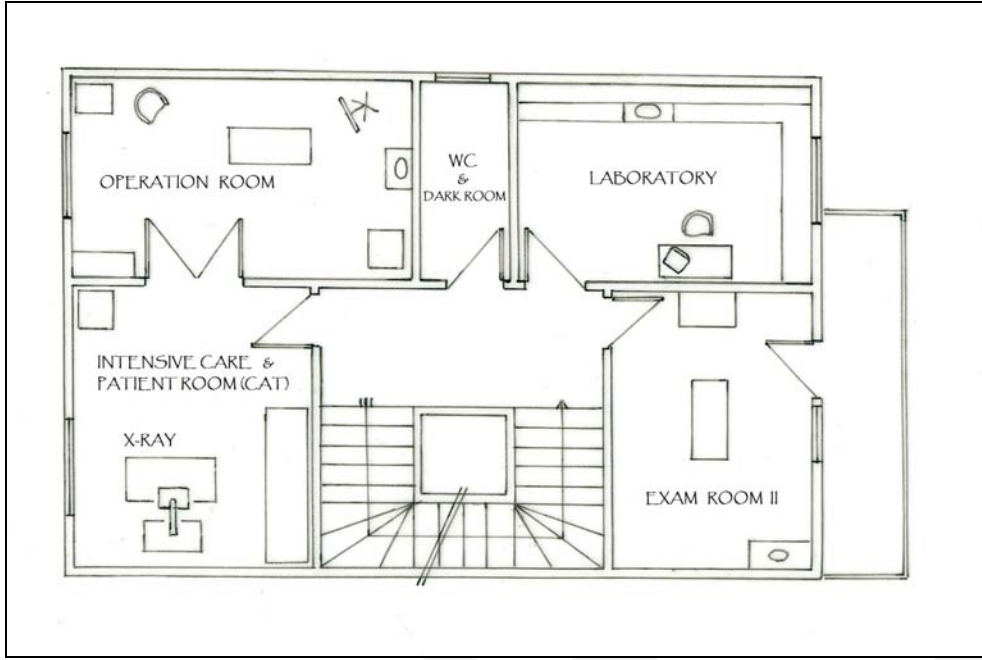 OPERATION ROOM
WC
&
DARK ROOM
LABORATORY
INTENSIVE CARE &
PATIENT ROOM (CAT)
X-RAY
EXAM ROOM II